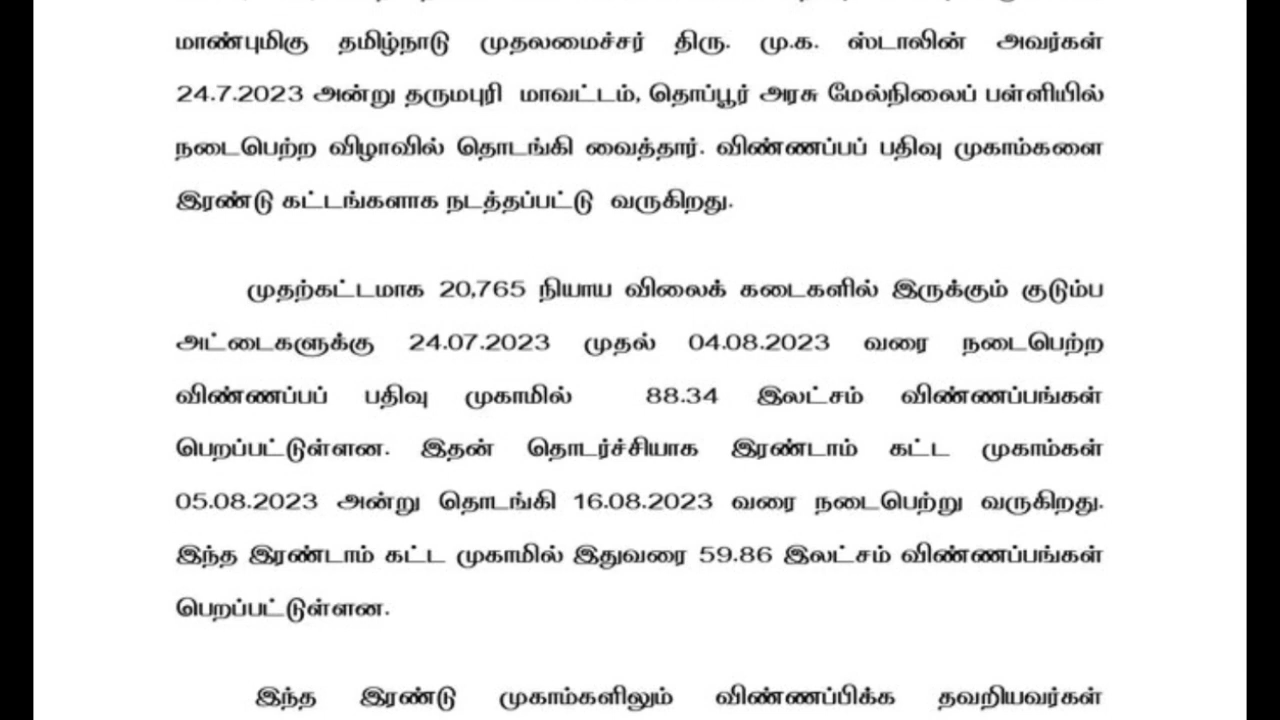 மாண்புமிகு தமிழ்நாடு முதலமைச்சர் திரு. மு.க. ஸ்டாலின் அவர்கள்
24.7.2023 அன்று தருமபுரி மாவட்டம், தொப்பூர் அரசு மேல்நிலைப் பள்ளியில்
நடைபெற்ற விழாவில் தொடங்கி வைத்தார். விண்ணப்பப் பதிவு முகாம்களை
இரண்டு கட்டங்களாக நடத்தப்பட்டு வருகிறது.
முதற்கட்டமாக 20,765 நியாய விலைக் கடைகளில் இருக்கும் குடும்ப
அட்டைகளுக்கு 24.07.2023 முதல் 04.08.2023 வரை நடைபெற்ற
விண்ணப்பப் பதிவு முகாமில் 88.34 இலட்சம் விண்ணப்பங்கள்
பெறப்பட்டுள்ளன. இதன் தொடர்ச்சியாக இரண்டாம் கட்ட முகாம்கள்
05.08.2023 அன்று தொடங்கி 16.08.2023 வரை நடைபெற்று வருகிறது.
இந்த இரண்டாம் கட்ட முகாமில் இதுவரை 59.86 இலட்சம் விண்ணப்பங்கள்
பெறப்பட்டுள்ளன.
இந்த இரண்டு முகாம்களிலும் விண்ணப்பிக்க தவறியவர்கள்